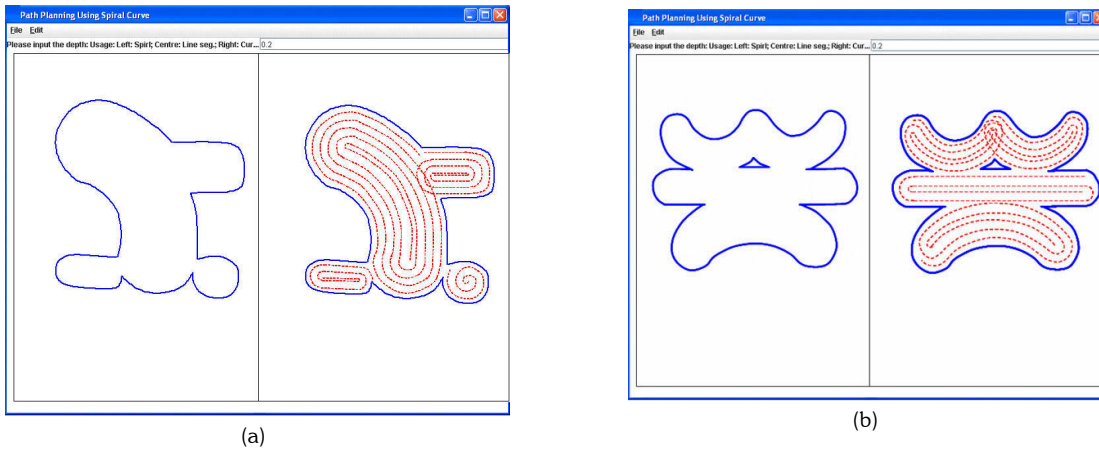 Path Planning Using Spiral Curve
File Edit
Please input the depth: Usage: Left: Spirl; Centre: Line seg.; Right: Cur... 0.2
(a)
Path Planning Using Spiral Curve
File Edit
Please input the depth: Usage: Left: Spirl; Centre: Line seg.; Right: Cur... 0.2
(b)